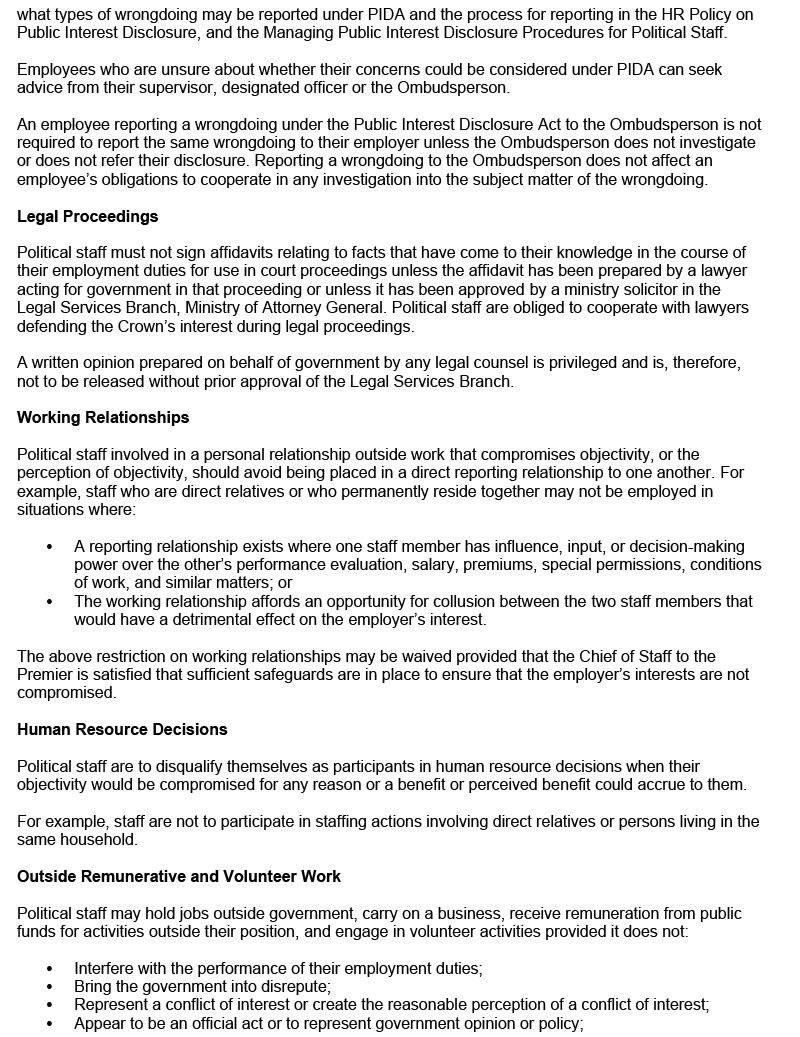 what types of wrongdoing may be reported under PIDA and the process for reporting in the HR Policy on
Public Interest Disclosure, and the Managing Public Interest Disclosure Procedures for Political Staff.
Employees who are unsure about whether their concerns could be considered under PIDA can seek
advice from their supervisor, designated officer or the Ombudsperson.
An employee reporting a wrongdoing under the Public Interest Disclosure Act to the Ombudsperson is not
required to report the same wrongdoing to their employer unless the Ombudsperson does not investigate
or does not refer their disclosure. Reporting a wrongdoing to the Ombudsperson does not affect an
employee’s obligations to cooperate in any investigation into the subject matter of the wrongdoing.
Legal Proceedings
Political staff must not sign affidavits relating to facts that have come to their knowledge in the course of
their employment duties for use in court proceedings unless the affidavit has been prepared by a lawyer
acting for government in that proceeding or unless it has been approved by a ministry solicitor in the
Legal Services Branch, Ministry of Attorney General. Political staff are obliged to cooperate with lawyers
defending the Crown’s interest during legal proceedings.
A written opinion prepared on behalf of government by any legal counsel is privileged and is, therefore,
not to be released without prior approval of the Legal Services Branch.
Working Relationships
Political staff involved in a personal relationship outside work that compromises objectivity, or the
perception of objectivity, should avoid being placed in a direct reporting relationship to one another. For
example, staff who are direct relatives or who permanently reside together may not be employed in
situations where:
• A reporting relationship exists where one staff member has influence, input, or decision-making
power over the other’s performance evaluation, salary, premiums, special permissions, conditions
of work, and similar matters; or
• The working relationship affords an opportunity for collusion between the two staff members that
would have a detrimental effect on the employer’s interest.
The above restriction on working relationships may be waived provided that the Chief of Staff to the
Premier is satisfied that sufficient safeguards are in place to ensure that the employer’s interests are not
compromised.
Human Resource Decisions
Political staff are to disqualify themselves as participants in human resource decisions when their
objectivity would be compromised for any reason or a benefit or perceived benefit could accrue to them.
For example, staff are not to participate in staffing actions involving direct relatives or persons living in the
same household.
Outside Remunerative and Volunteer Work
Political staff may hold jobs outside government, carry on a business, receive remuneration from public
funds for activities outside their position, and engage in volunteer activities provided it does not:
• Interfere with the performance of their employment duties;
• Bring the government into disrepute;
• Represent a conflict of interest or create the reasonable perception of a conflict of interest;
• Appear to be an official act or to represent government opinion or policy;